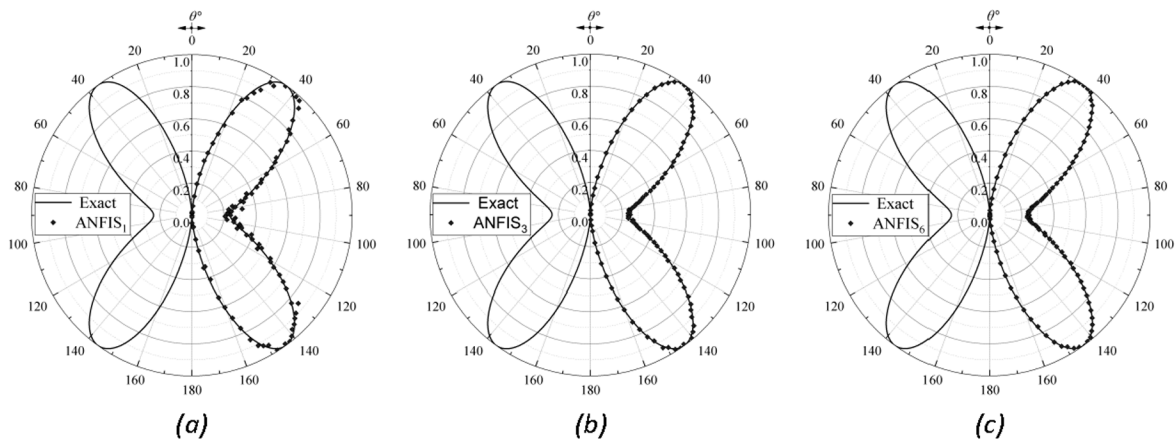 θ° θ° θ°
0 0 0
20 20 20 20 20 20
40 1.0 40 40 1.0 40 40 1.0 40
0.8 0.8 0.8
60 60 60 60 60 60
0.6 0.6 0.6
0.4 0.4 0.4
80 80 80 80 80 80
0.2 0.2 0.2
Exact Exact Exact
0.0 0.0 0.0
ANFIS₁ ANFIS₃ ANFIS₆
100 100 100 100 100 100
120 120 120 120 120 120
140 140 140 140 140 140
160 160 160 160 160 160
180 180 180
(a) (b) (c)